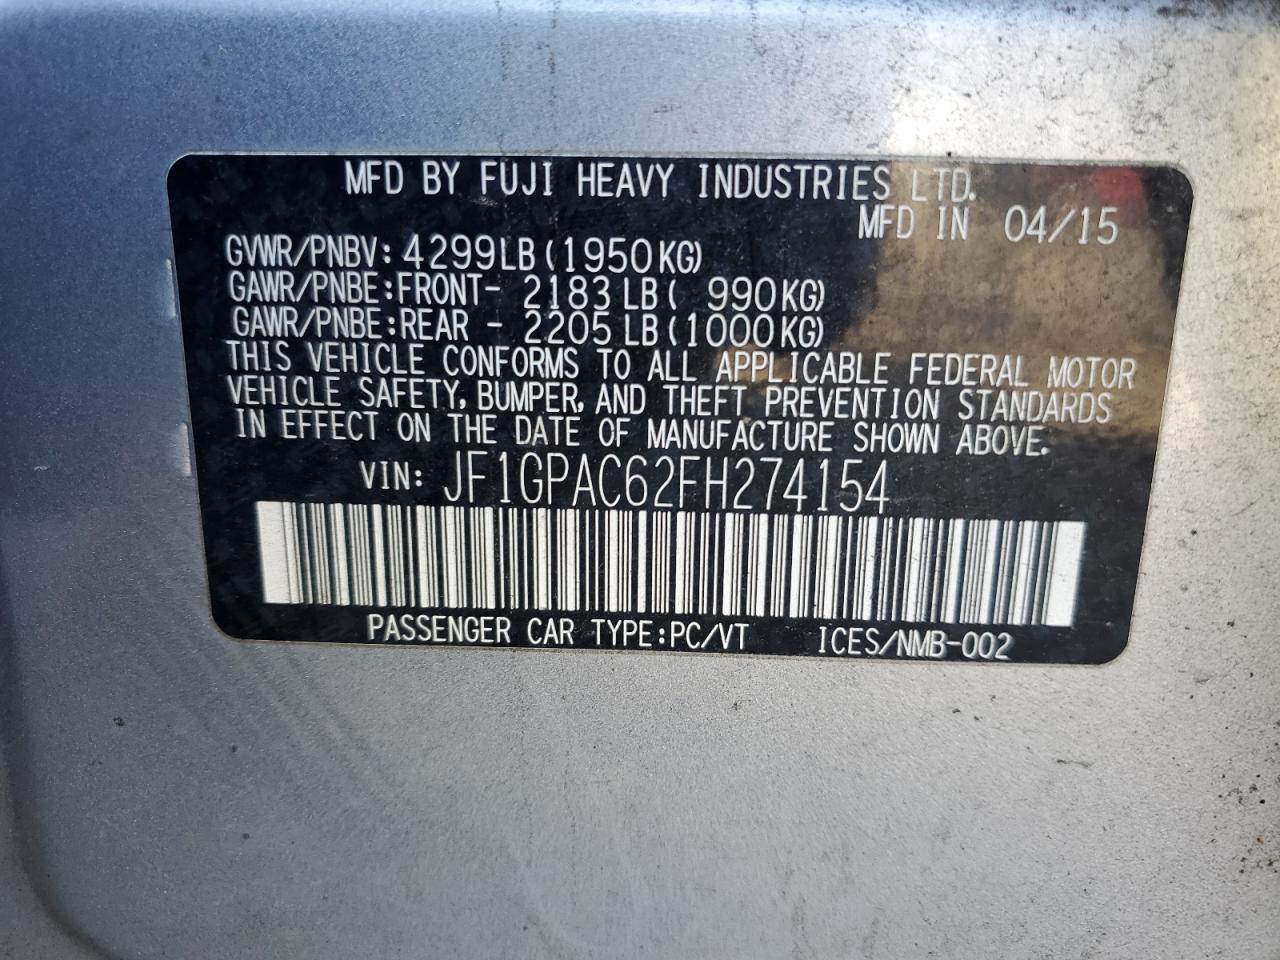 MFD BY FUJI HEAVY INDUSTRIES LTD.
MFD IN 04/15
GVWR/PNBV: 4299LB (1950KG)
GAWR/PNBE:FRONT- 2183 LB( 990KG)
GAWR/PNBE:REAR - 2205 LB (1000KG)
THIS VEHICLE CONFORMS TO ALL APPLICABLE FEDERAL MOTOR
VEHICLE SAFETY, BUMPER, AND THEFT PREVENTION STANDARDS
IN EFFECT ON THE DATE OF MANUFACTURE SHOWN ABOVE.
VIN: JF1GPAC62FH274154
PASSENGER CAR TYPE:PC/VT ICES/NMB-002